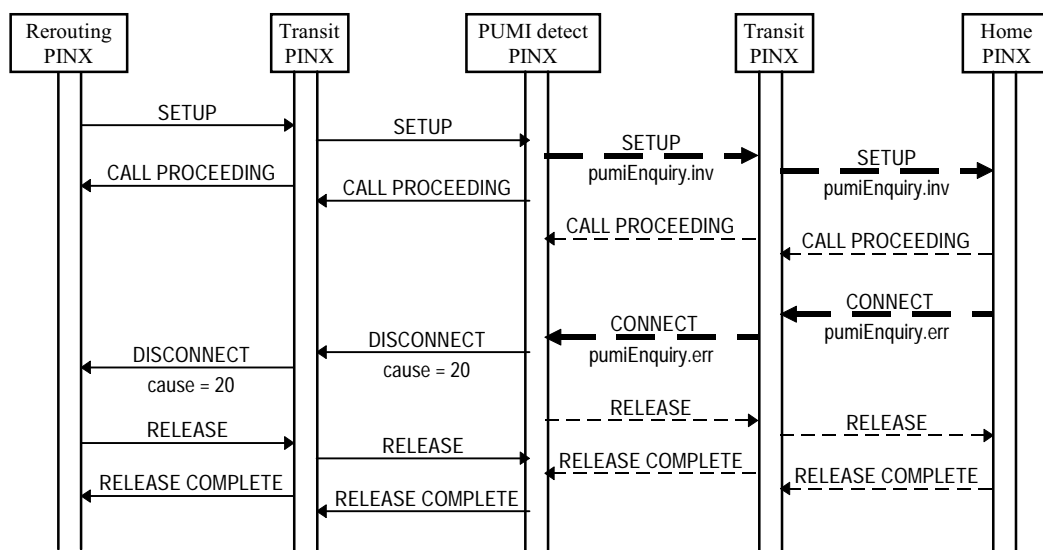 Rerouting
PINX
Transit
PINX
PUMI detect
PINX
Transit
PINX
Home
PINX
SETUP
SETUP
SETUP
pumiEnquiry.inv
SETUP
pumiEnquiry.inv
CALL PROCEEDING
CALL PROCEEDING
CALL PROCEEDING
CALL PROCEEDING
CONNECT
pumiEnquiry.err
CONNECT
pumiEnquiry.err
DISCONNECT
cause = 20
DISCONNECT
cause = 20
RELEASE
RELEASE
RELEASE
RELEASE
RELEASE COMPLETE
RELEASE COMPLETE
RELEASE COMPLETE
RELEASE COMPLETE